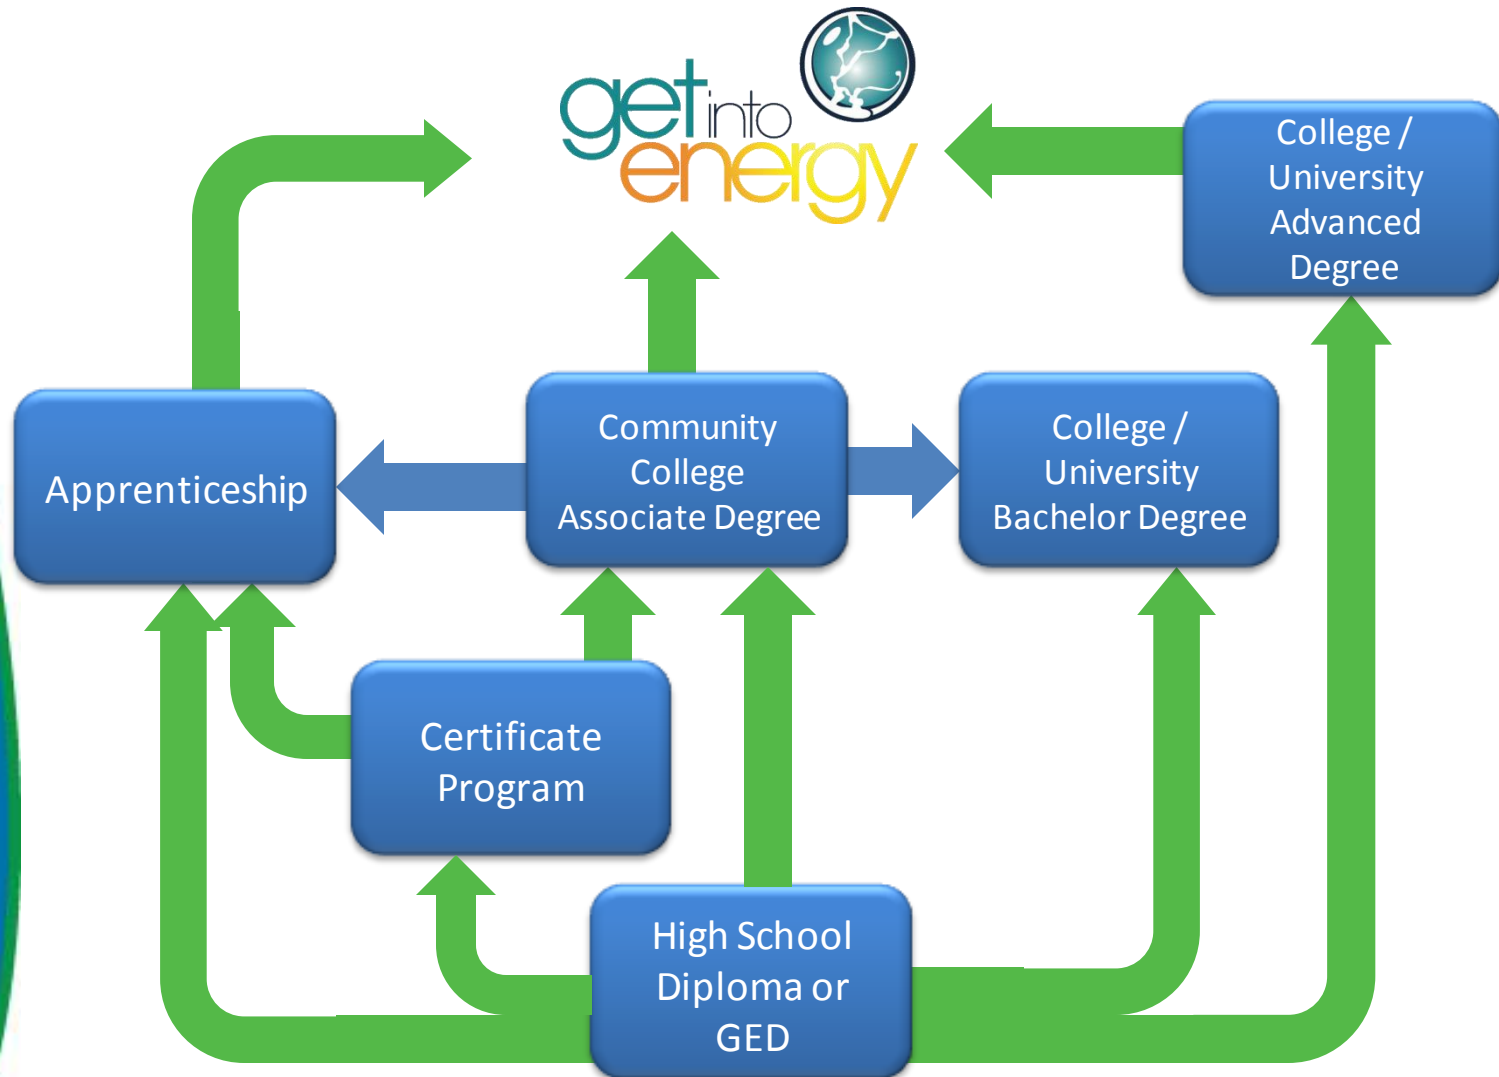 get into
energy
College /
University
Advanced
Degree
Apprenticeship
Community
College
Associate Degree
College /
University
Bachelor Degree
Certificate
Program
High School
Diploma or
GED